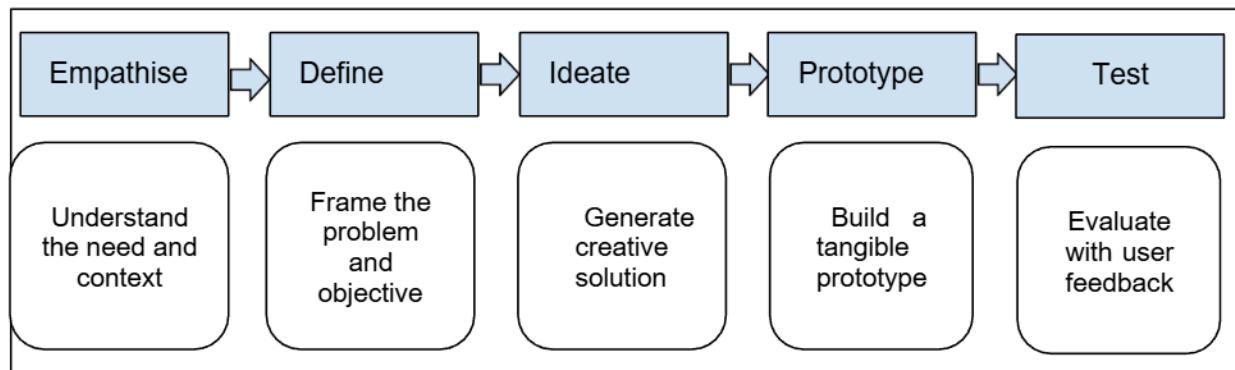 Empathise
Define
Ideate
Prototype
Test
Understand
the need and
context
Frame the
problem
and
objective
Generate
creative
solution
Build a
tangible
prototype
Evaluate
with user
feedback